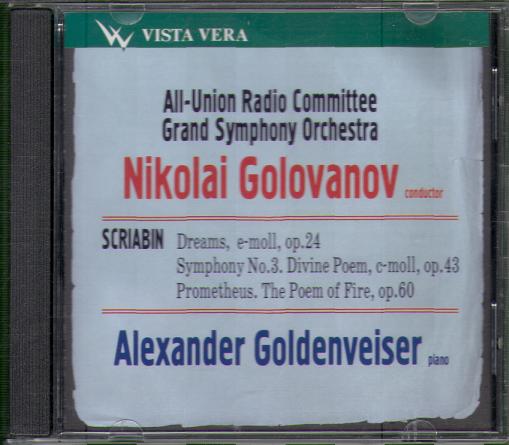 VISTA VERA
All-Union Radio Committee
Grand Symphony Orchestra
Nikolai Golovanov conductor
SCRIABIN Dreams, e-moll, op.24
Symphony No.3. Divine Poem, c-moll, op.43
Prometheus. The Poem of Fire, op.60
Alexander Goldenveiser piano